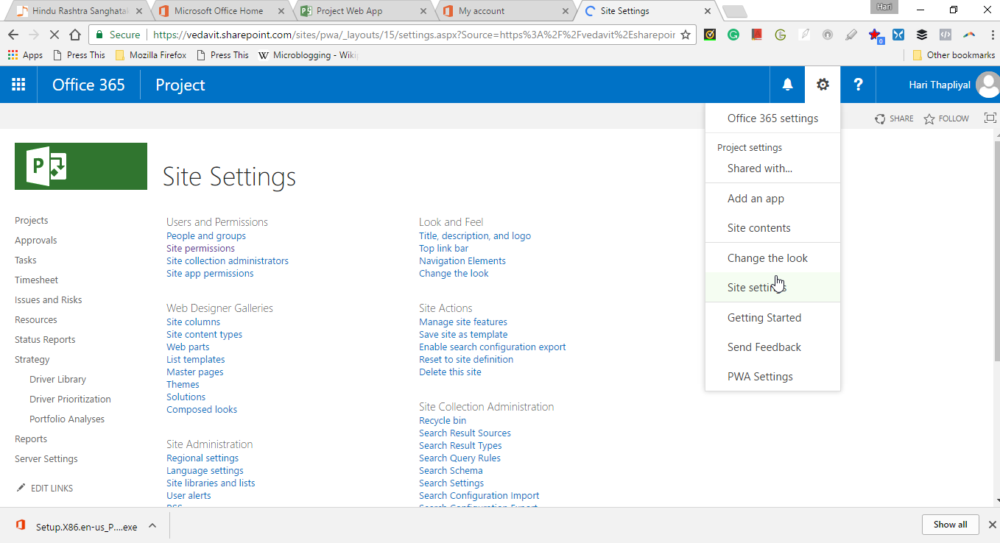 Hindu Rashtra Sanghatak
Microsoft Office Home
Project Web App
My account
Site Settings
Hari
Secure
https://vedavit.sharepoint.com/sites/pwa/_layouts/15/settings.aspx?Source=https%3A%2F%2Fvedavit%2Esharepoin
0
Apps
Press This
Mozilla Firefox
Press This
W Microblogging - Wiki
Other bookmarks
Office 365
Project
?
Hari Thapliyal
SHARE
FOLLOW
Office 365 settings
Project settings
Shared with...
Add an app
Site contents
Change the look
Site settings
Getting Started
Send Feedback
PWA Settings
P
Site Settings
Projects
Approvals
Tasks
Timesheet
Issues and Risks
Resources
Status Reports
Strategy
Driver Library
Driver Prioritization
Portfolio Analyses
Reports
Server Settings
EDIT LINKS
Users and Permissions
People and groups
Site permissions
Site collection administrators
Site app permissions
Web Designer Galleries
Site columns
Site content types
Web parts
List templates
Master pages
Themes
Solutions
Composed looks
Site Administration
Regional settings
Language settings
Site libraries and lists
User alerts
RSS
Look and Feel
Title, description, and logo
Top link bar
Navigation Elements
Change the look
Site Actions
Manage site features
Save site as template
Enable search configuration export
Reset to site definition
Delete this site
Site Collection Administration
Recycle bin
Search Result Sources
Search Result Types
Search Query Rules
Search Schema
Search Settings
Search Configuration Import
Search Configuration Export
Setup.X86.en-us_P....exe
Show all